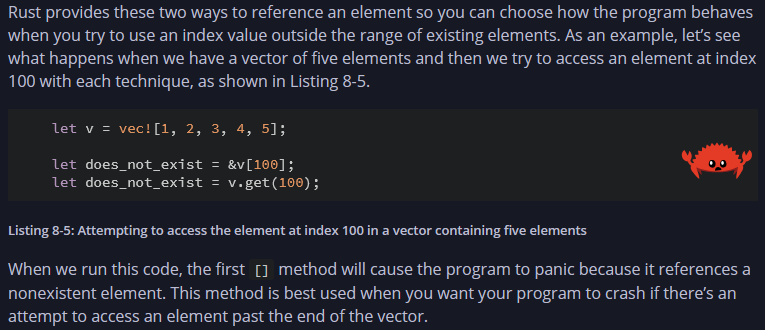 Rust provides these two ways to reference an element so you can choose how the program behaves
when you try to use an index value outside the range of existing elements. As an example, let’s see
what happens when we have a vector of five elements and then we try to access an element at index
100 with each technique, as shown in Listing 8-5.
let v = vec![1, 2, 3, 4, 5];
let does_not_exist = &v[100];
let does_not_exist = v.get(100);
Listing 8-5: Attempting to access the element at index 100 in a vector containing five elements
When we run this code, the first [] method will cause the program to panic because it references a
nonexistent element. This method is best used when you want your program to crash if there’s an
attempt to access an element past the end of the vector.